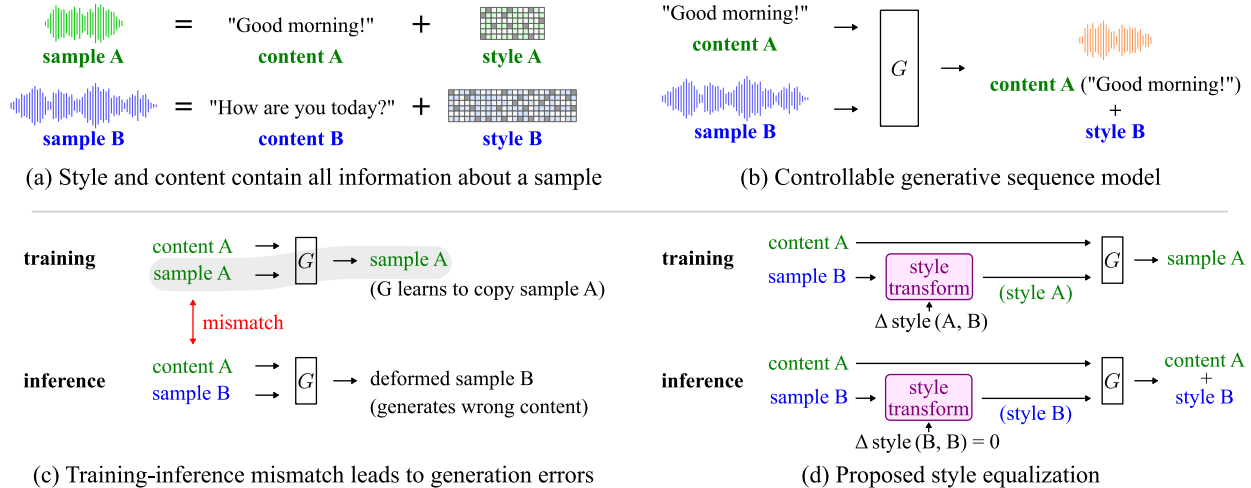 = "Good morning!" +
sample A content A style A
= "How are you today?" +
sample B content B style B
(a) Style and content contain all information about a sample
"Good morning!"
content A
sample B
G
content A ("Good morning!")
+
style B
(b) Controllable generative sequence model
training
content A
sample A
G
sample A
(G learns to copy sample A)
mismatch
inference
content A
sample B
G
deformed sample B
(generates wrong content)
(c) Training-inference mismatch leads to generation errors
training
content A
sample B
style
transform
(style A)
Δ style (A, B)
G
sample A
inference
content A
sample B
style
transform
(style B)
Δ style (B, B) = 0
G
content A
+
style B
(d) Proposed style equalization